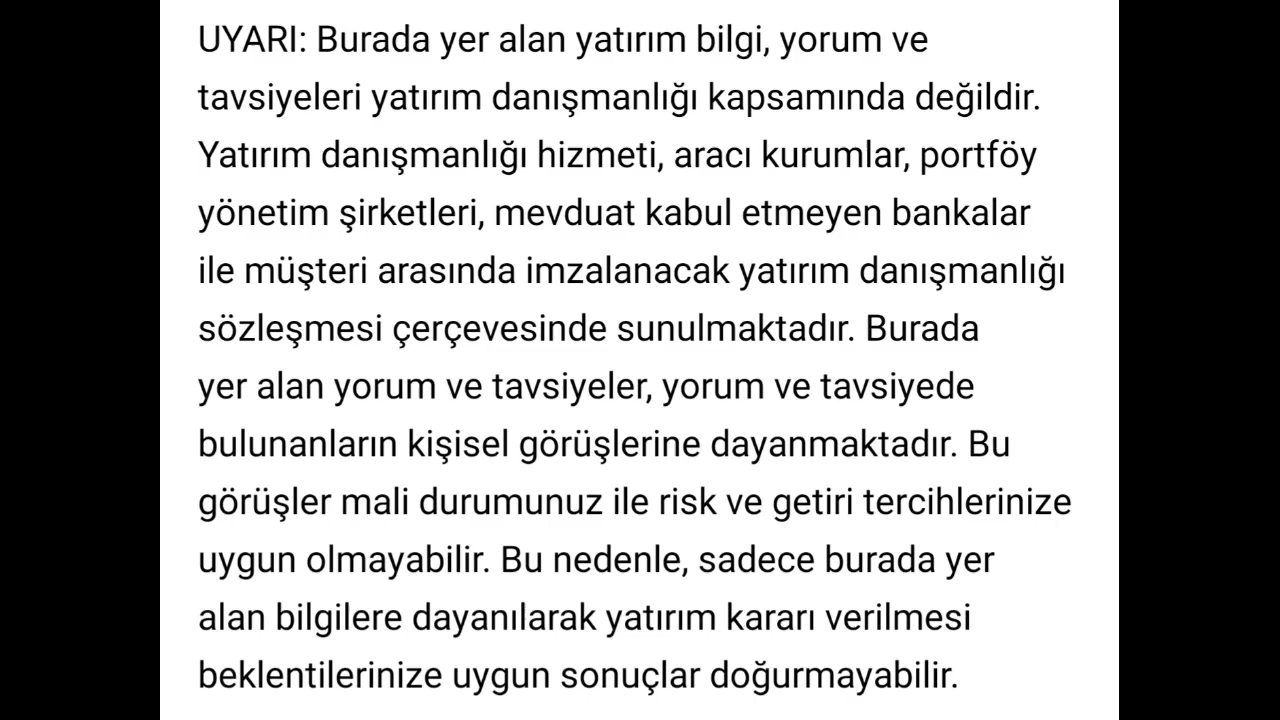 UYARI: Burada yer alan yatırım bilgi, yorum ve
tavsiyeleri yatırım danışmanlığı kapsamında değildir.
Yatırım danışmanlığı hizmeti, aracı kurumlar, portföy
yönetim şirketleri, mevduat kabul etmeyen bankalar
ile müşteri arasında imzalanacak yatırım danışmanlığı
sözleşmesi çerçevesinde sunulmaktadır. Burada
yer alan yorum ve tavsiyeler, yorum ve tavsiyede
bulunanların kişisel görüşlerine dayanmaktadır. Bu
görüşler mali durumunuz ile risk ve getiri tercihlerinize
uygun olmayabilir. Bu nedenle, sadece burada yer
alan bilgilere dayanılarak yatırım kararı verilmesi
beklentilerinize uygun sonuçlar doğurmayabilir.